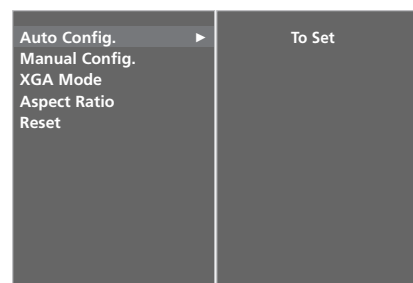 Auto Config. ► To Set
Manual Config.
XGA Mode
Aspect Ratio
Reset